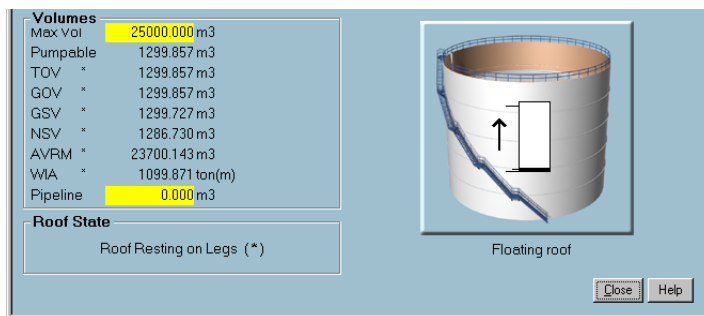 Volumes
Max Vol 25000.000 m3
Pumpable 1299.857 m3
TOV * 1299.857 m3
GOV * 1299.857 m3
GSV * 1299.727 m3
NSV * 1286.730 m3
AVRM * 23700.143 m3
WIA * 1099.871 ton(m)
Pipeline 0.000 m3
Roof State
Roof Resting on Legs (*)
Floating roof
Close Help